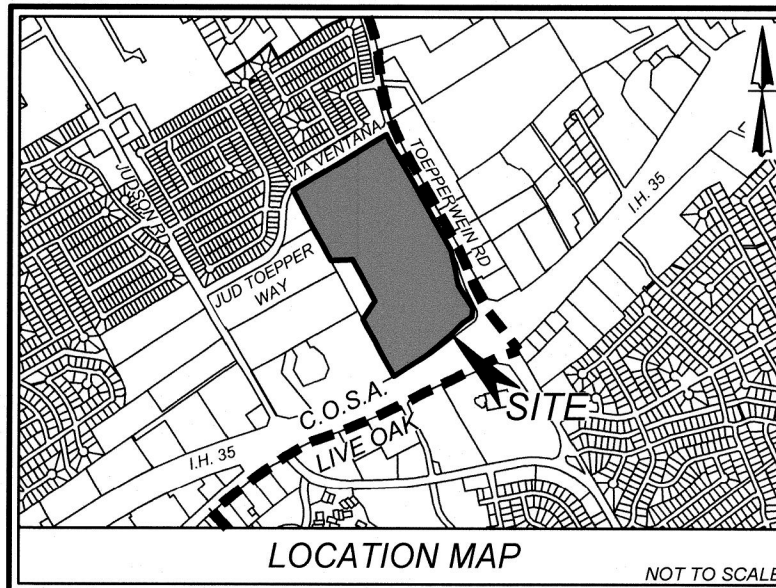 VIA VENTANA
TOEPPERWEIN RD
JUDSON RD
I.H. 35
JUD TOEPPER
WAY
C.O.S.A.
SITE
LIVE OAK
I.H. 35
LOCATION MAP
NOT TO SCALE